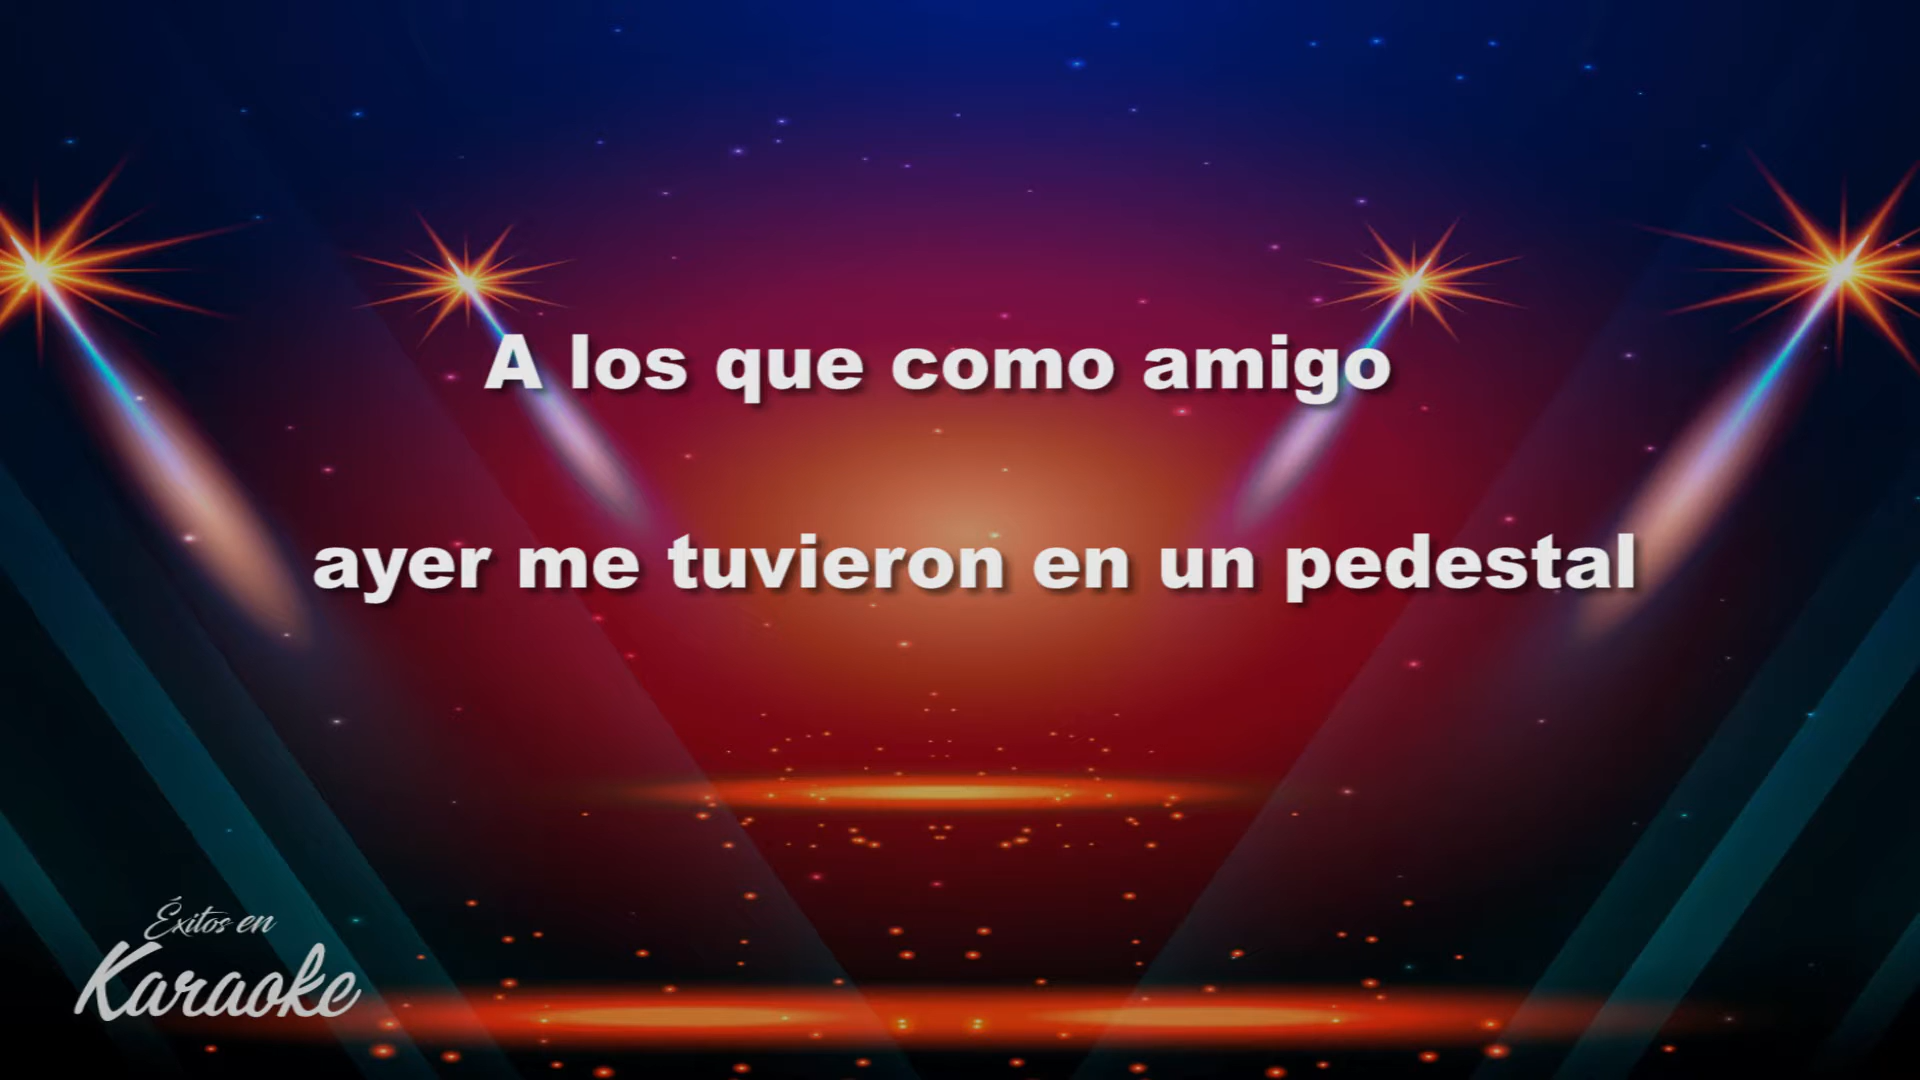 A los que como amigo
ayer me tuvieron en un pedestal
Éxitos en
Karaoke